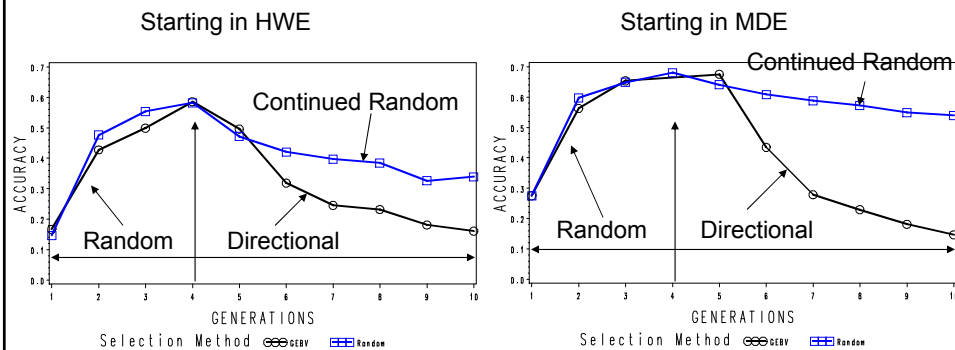 Starting in HWE
Starting in MDE
0.7
0.6
0.5
0.4
0.3
0.2
0.1
0.0
ACCURACY
Continued Random
Random
Directional
1 2 3 4 5 6 7 8 9 10
GENERATIONS
Selection Method GEBV Random
0.7
0.6
0.5
0.4
0.3
0.2
0.1
0.0
ACCURACY
Continued Random
Random
Directional
1 2 3 4 5 6 7 8 9 10
GENERATIONS
Selection Method GEBV Random